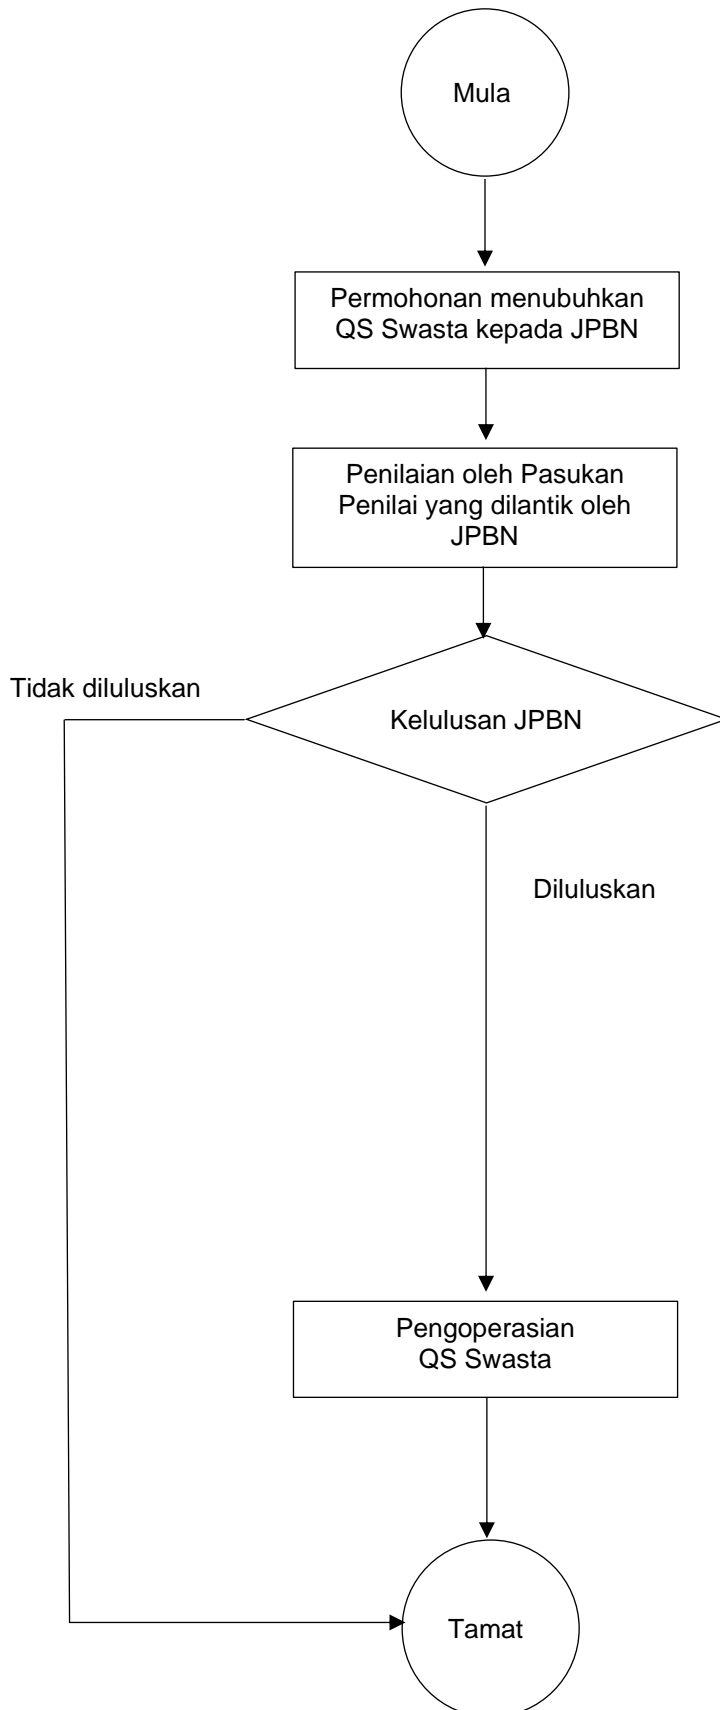 Mula
Permohonan menubuhkan
QS Swasta kepada JPBN
Penilaian oleh Pasukan
Penilai yang dilantik oleh
JPBN
Tidak diluluskan
Kelulusan JPBN
Diluluskan
Pengoperasian
QS Swasta
Tamat